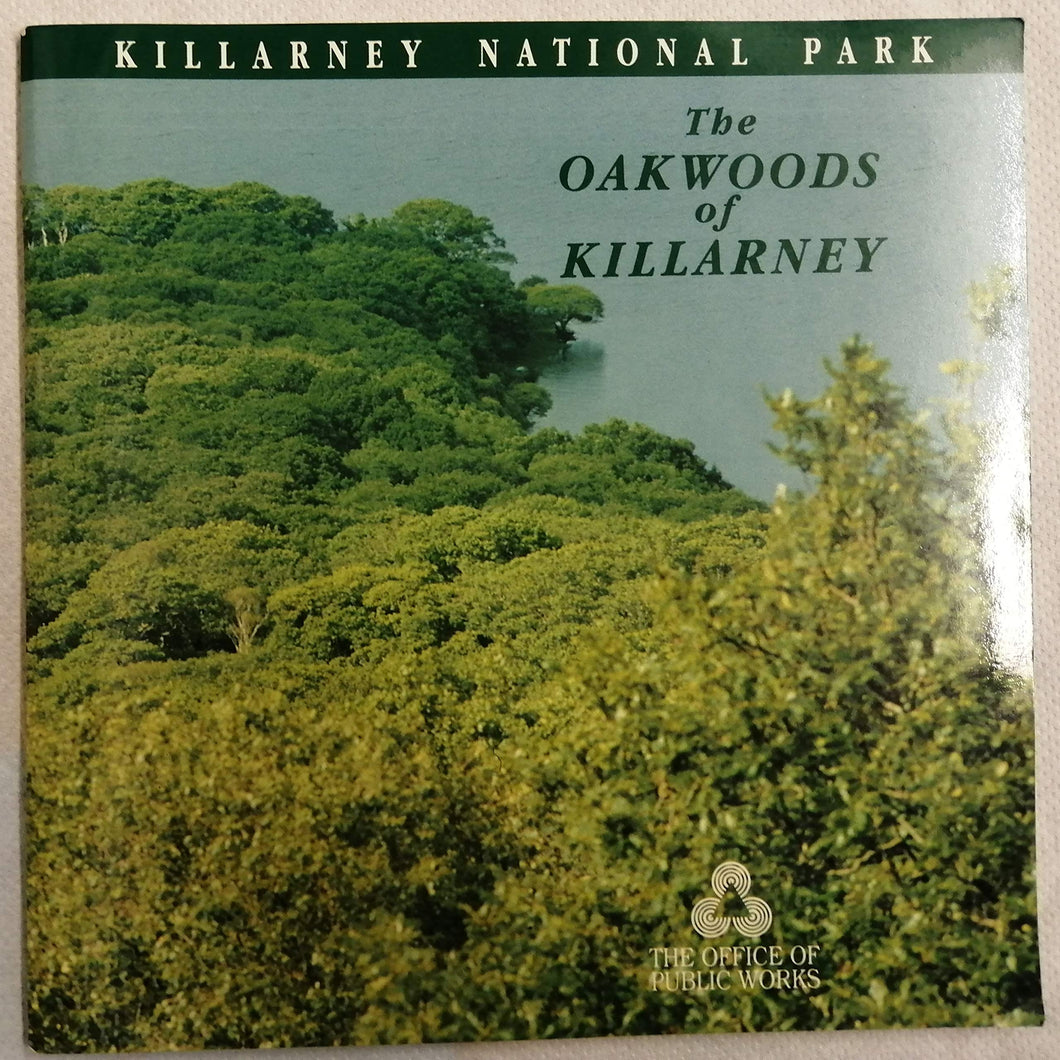 KILLARNEY NATIONAL PARK
The
OAKWOODS
of
KILLARNEY
THE OFFICE OF
PUBLIC WORKS